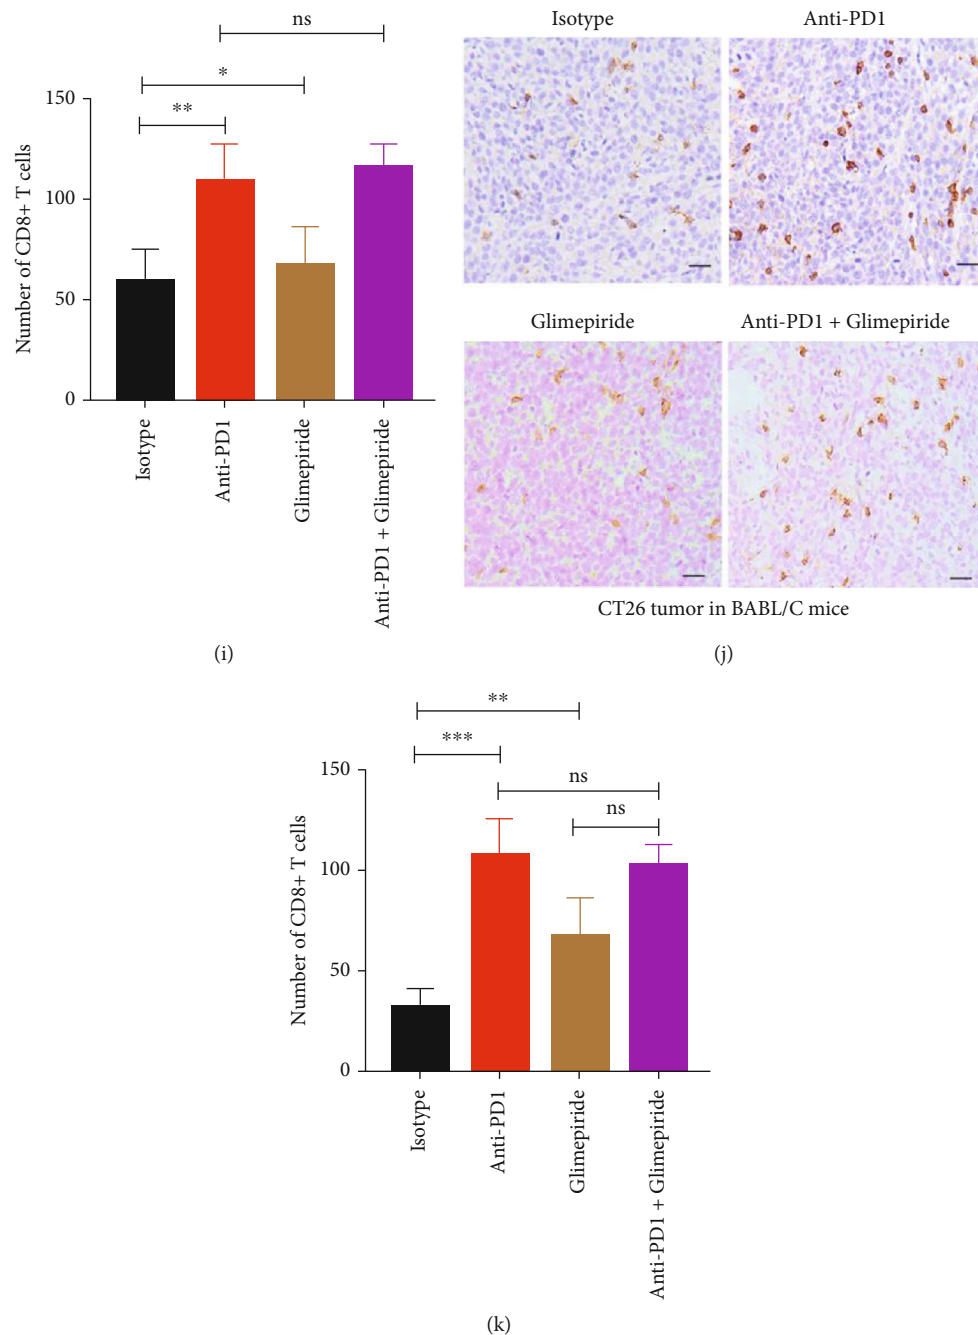 ns
*
**
150
100
50
0
Number of CD8+ T cells
Isotype
Anti-PD1
Glimepiride
Anti-PD1 + Glimepiride
(i)
Isotype
Anti-PD1
Glimepiride
Anti-PD1 + Glimepiride
CT26 tumor in BABL/C mice
(j)
**
***
ns
ns
150
100
50
0
Number of CD8+ T cells
Isotype
Anti-PD1
Glimepiride
Anti-PD1 + Glimepiride
(k)